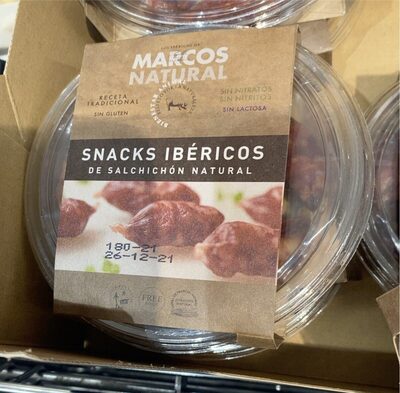 MARCOS
NATURAL
RECETA
TRADICIONAL
SIN GLUTEN
SIN NITRATOS
SIN NITRITOS
SIN LACTOSA
SNACKS IBÉRICOS
DE SALCHICHÓN NATURAL
180-21
26-12-21
FREE